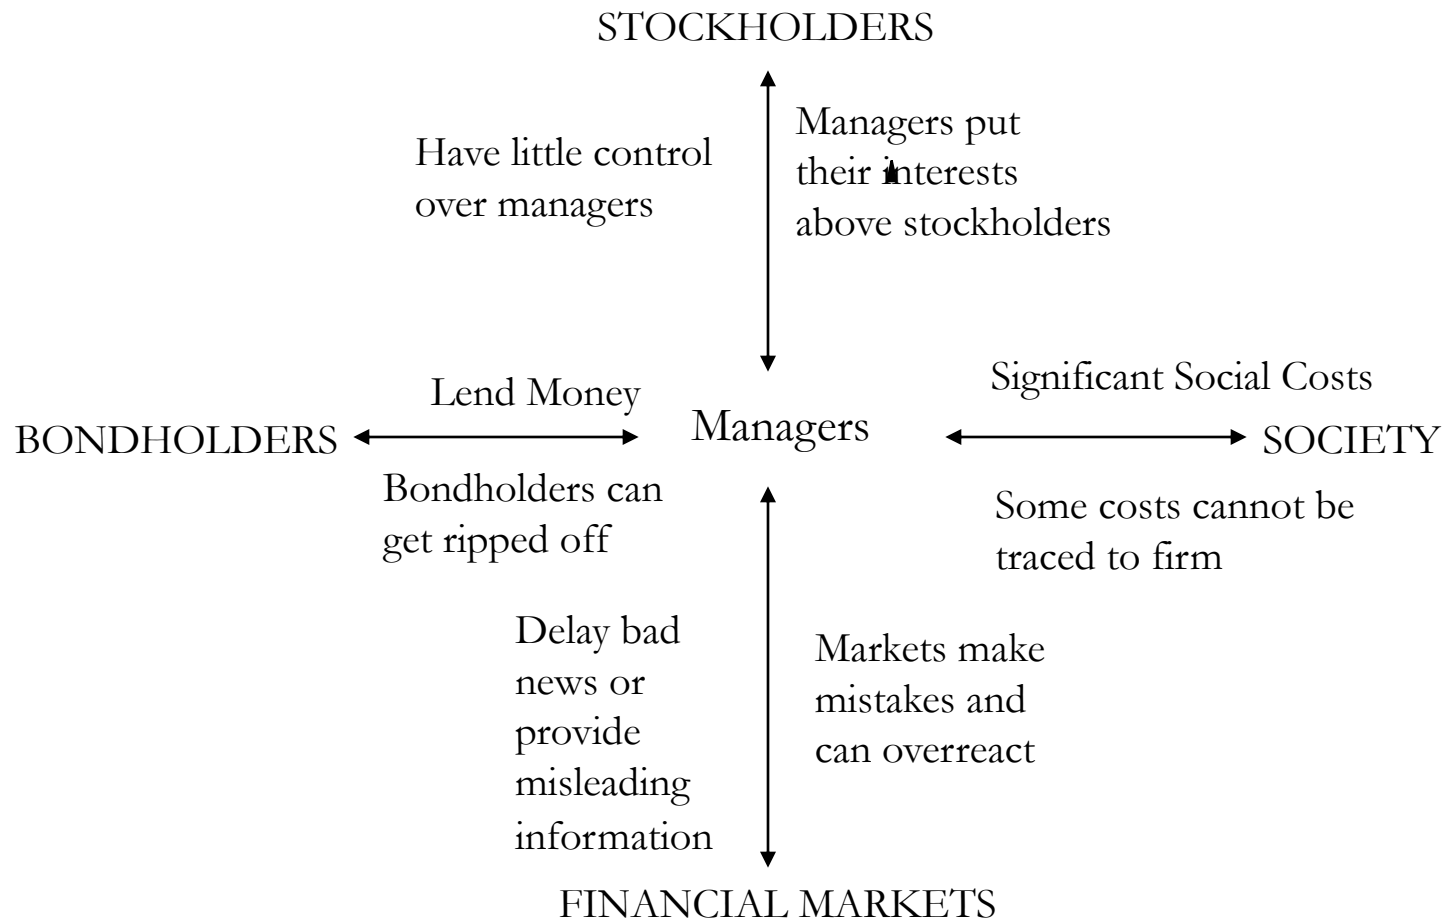 STOCKHOLDERS
Have little control
over managers
Managers put
their interests
above stockholders
Lend Money
BONDHOLDERS
Bondholders can
get ripped off
Managers
Significant Social Costs
SOCIETY
Some costs cannot be
traced to firm
Delay bad
news or
provide
misleading
information
Markets make
mistakes and
can overreact
FINANCIAL MARKETS